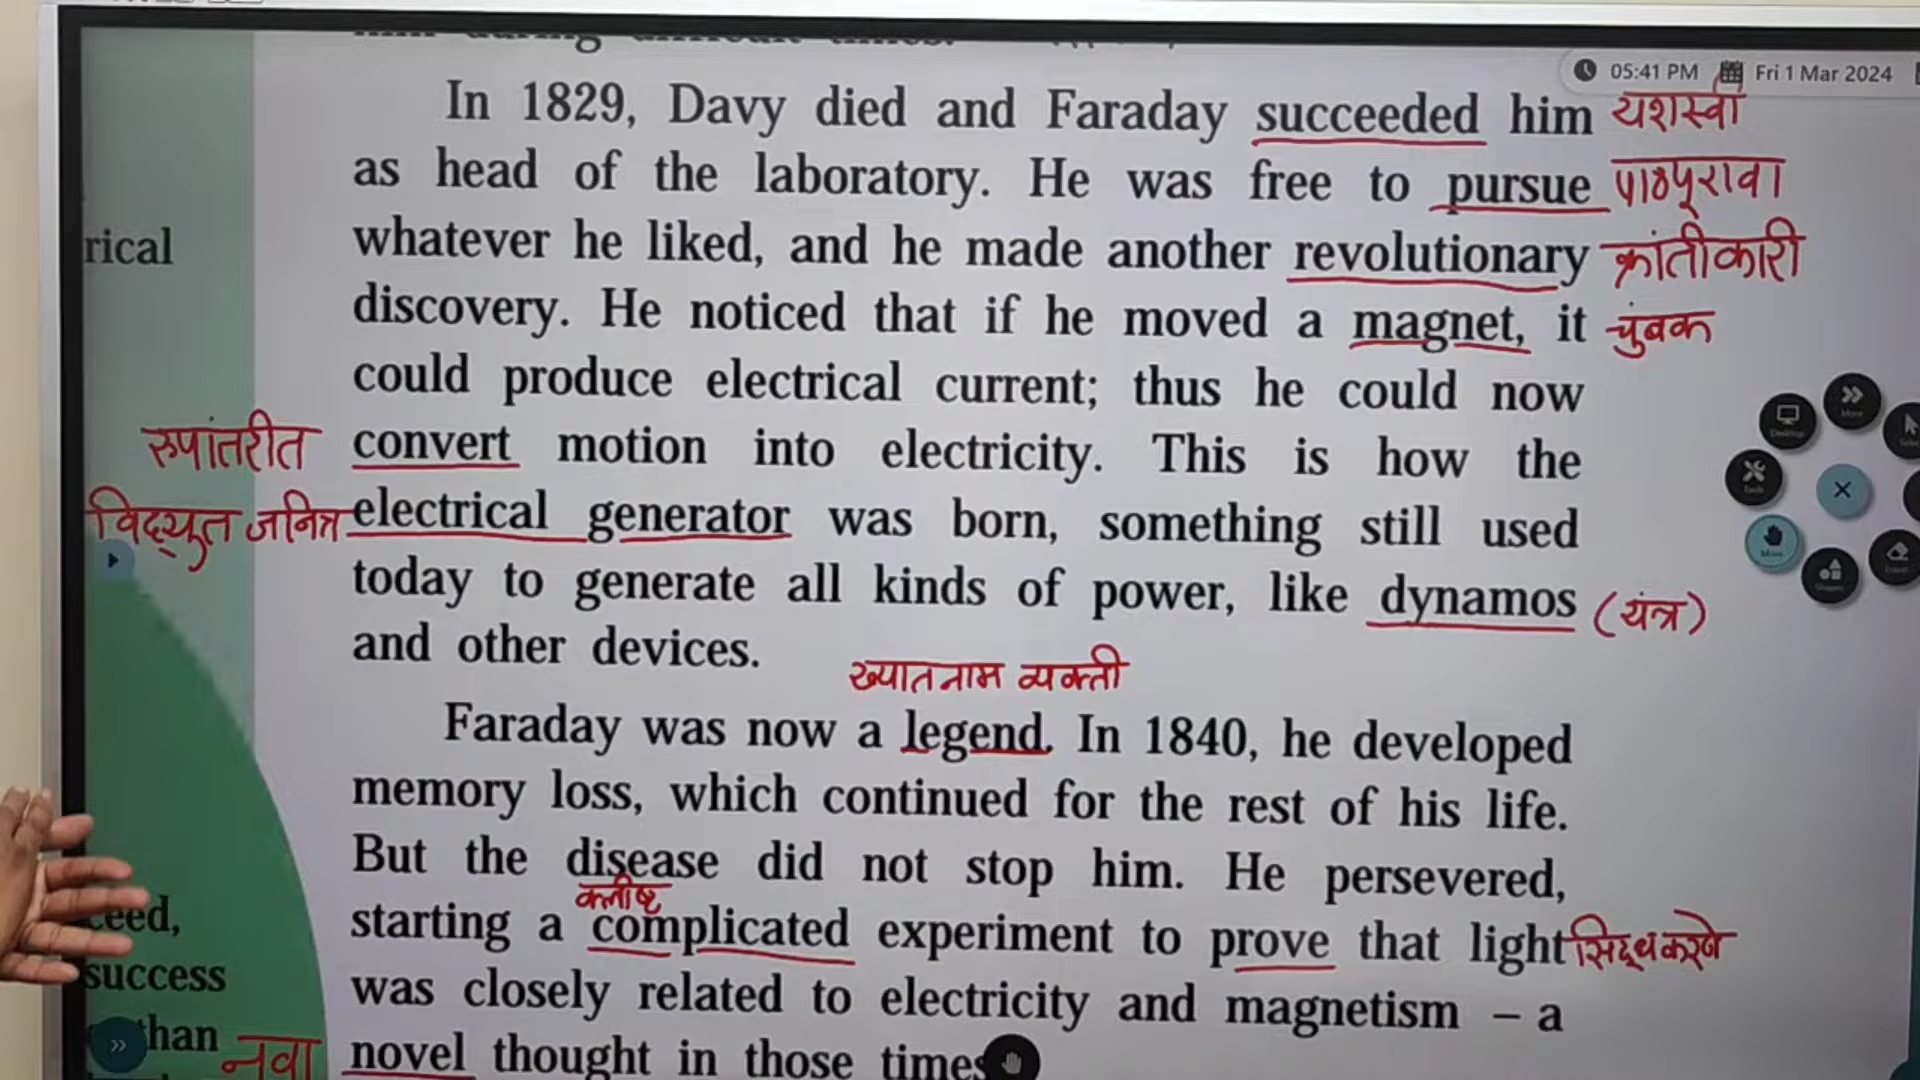 05:41 PM Fri 1 Mar 2024
In 1829, Davy died and Faraday succeeded him यशस्वी
as head of the laboratory. He was free to pursue पाठपूरावा
whatever he liked, and he made another revolutionary क्रांतीकारी
rical
discovery. He noticed that if he moved a magnet, it चुंबक
could produce electrical current; thus he could now
रुपांतरीत convert motion into electricity. This is how the
विद्युत जनित्र electrical generator was born, something still used
today to generate all kinds of power, like dynamos (यंत्र)
and other devices.
ख्यातनाम व्यक्ती
Faraday was now a legend. In 1840, he developed
memory loss, which continued for the rest of his life.
But the disease did not stop him. He persevered,
क्लीष्ट
ceed,
starting a complicated experiment to prove that light सिद्ध करणे
success
was closely related to electricity and magnetism – a
than
नवा novel thought in those times